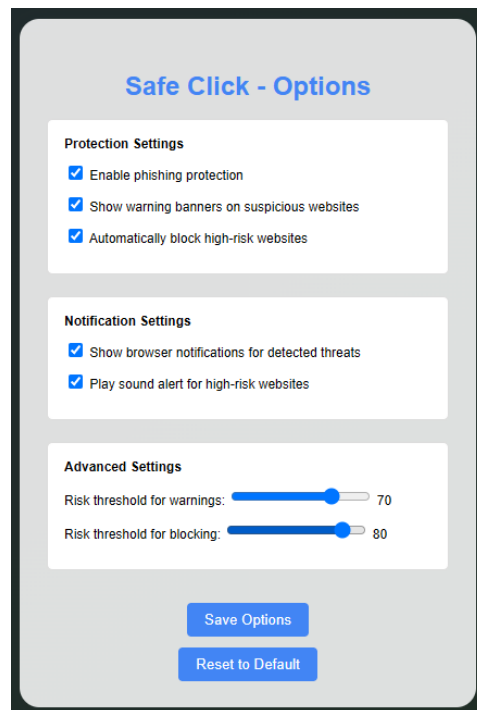 Safe Click - Options
Protection Settings
Enable phishing protection
Show warning banners on suspicious websites
Automatically block high-risk websites
Notification Settings
Show browser notifications for detected threats
Play sound alert for high-risk websites
Advanced Settings
Risk threshold for warnings: 70
Risk threshold for blocking: 80
Save Options
Reset to Default